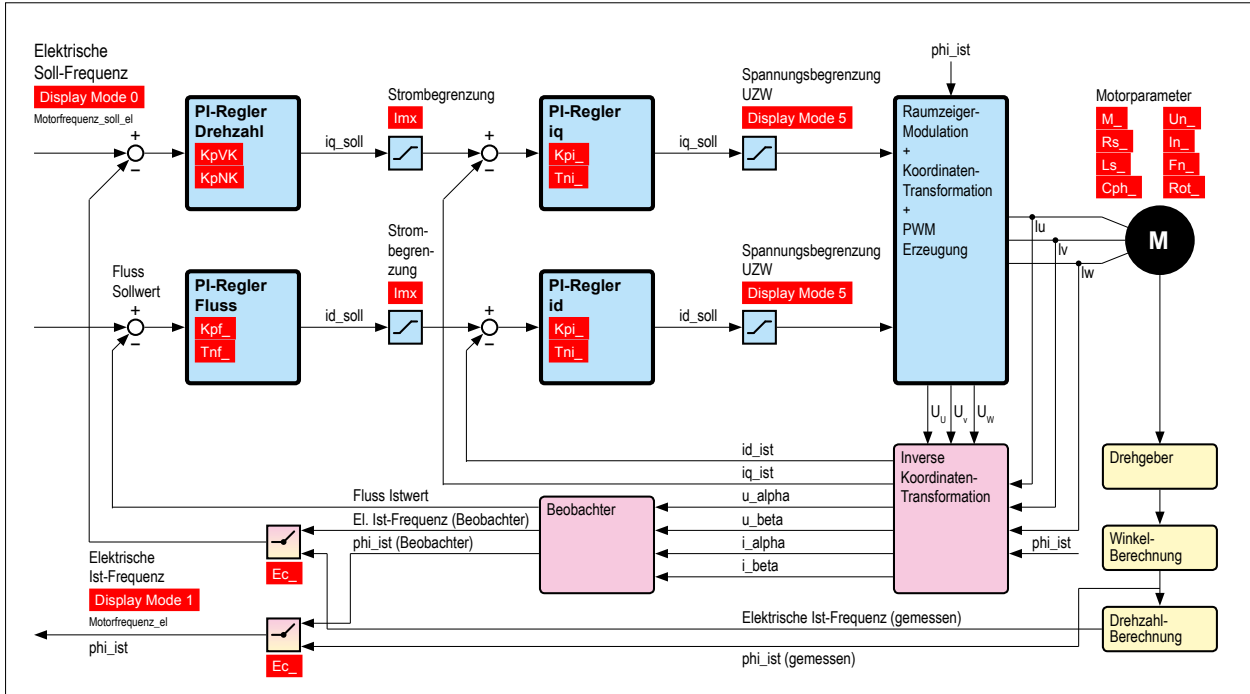 Elektrische
Soll-Frequenz
Display Mode 0
Motorfrequenz_soll_el
+
−
PI-Regler
Drehzahl
KpVK
KpNK
iq_soll
Strombegrenzung
Imx
+
−
PI-Regler
iq
Kpi_
Tni_
iq_soll
Spannungsbegrenzung
UZW
Display Mode 5
phi_ist
Raumzeiger-
Modulation
+
Koordinaten-
Transformation
+
PWM
Erzeugung
Motorparameter
M_
Un_
Rs_
In_
Ls_
Fn_
Cph_
Rot_
Iu
Iv
Iw
M
Fluss
Sollwert
+
−
PI-Regler
Fluss
Kpf_
Tnf_
id_soll
Strom-
begren-
zung
Imx
+
−
PI-Regler
id
Kpi_
Tni_
id_soll
Spannungsbegrenzung
UZW
Display Mode 5
UU
Uv
UW
id_ist
iq_ist
Inverse
Koordinaten-
Transformation
Drehgeber
Fluss Istwert
El. Ist-Frequenz (Beobachter)
phi_ist (Beobachter)
Beobachter
u_alpha
u_beta
i_alpha
i_beta
phi_ist
Winkel-
Berechnung
Ec_
Elektrische
Ist-Frequenz
Display Mode 1
Motorfrequenz_el
phi_ist
Ec_
Elektrische Ist-Frequenz (gemessen)
phi_ist (gemessen)
Drehzahl-
Berechnung